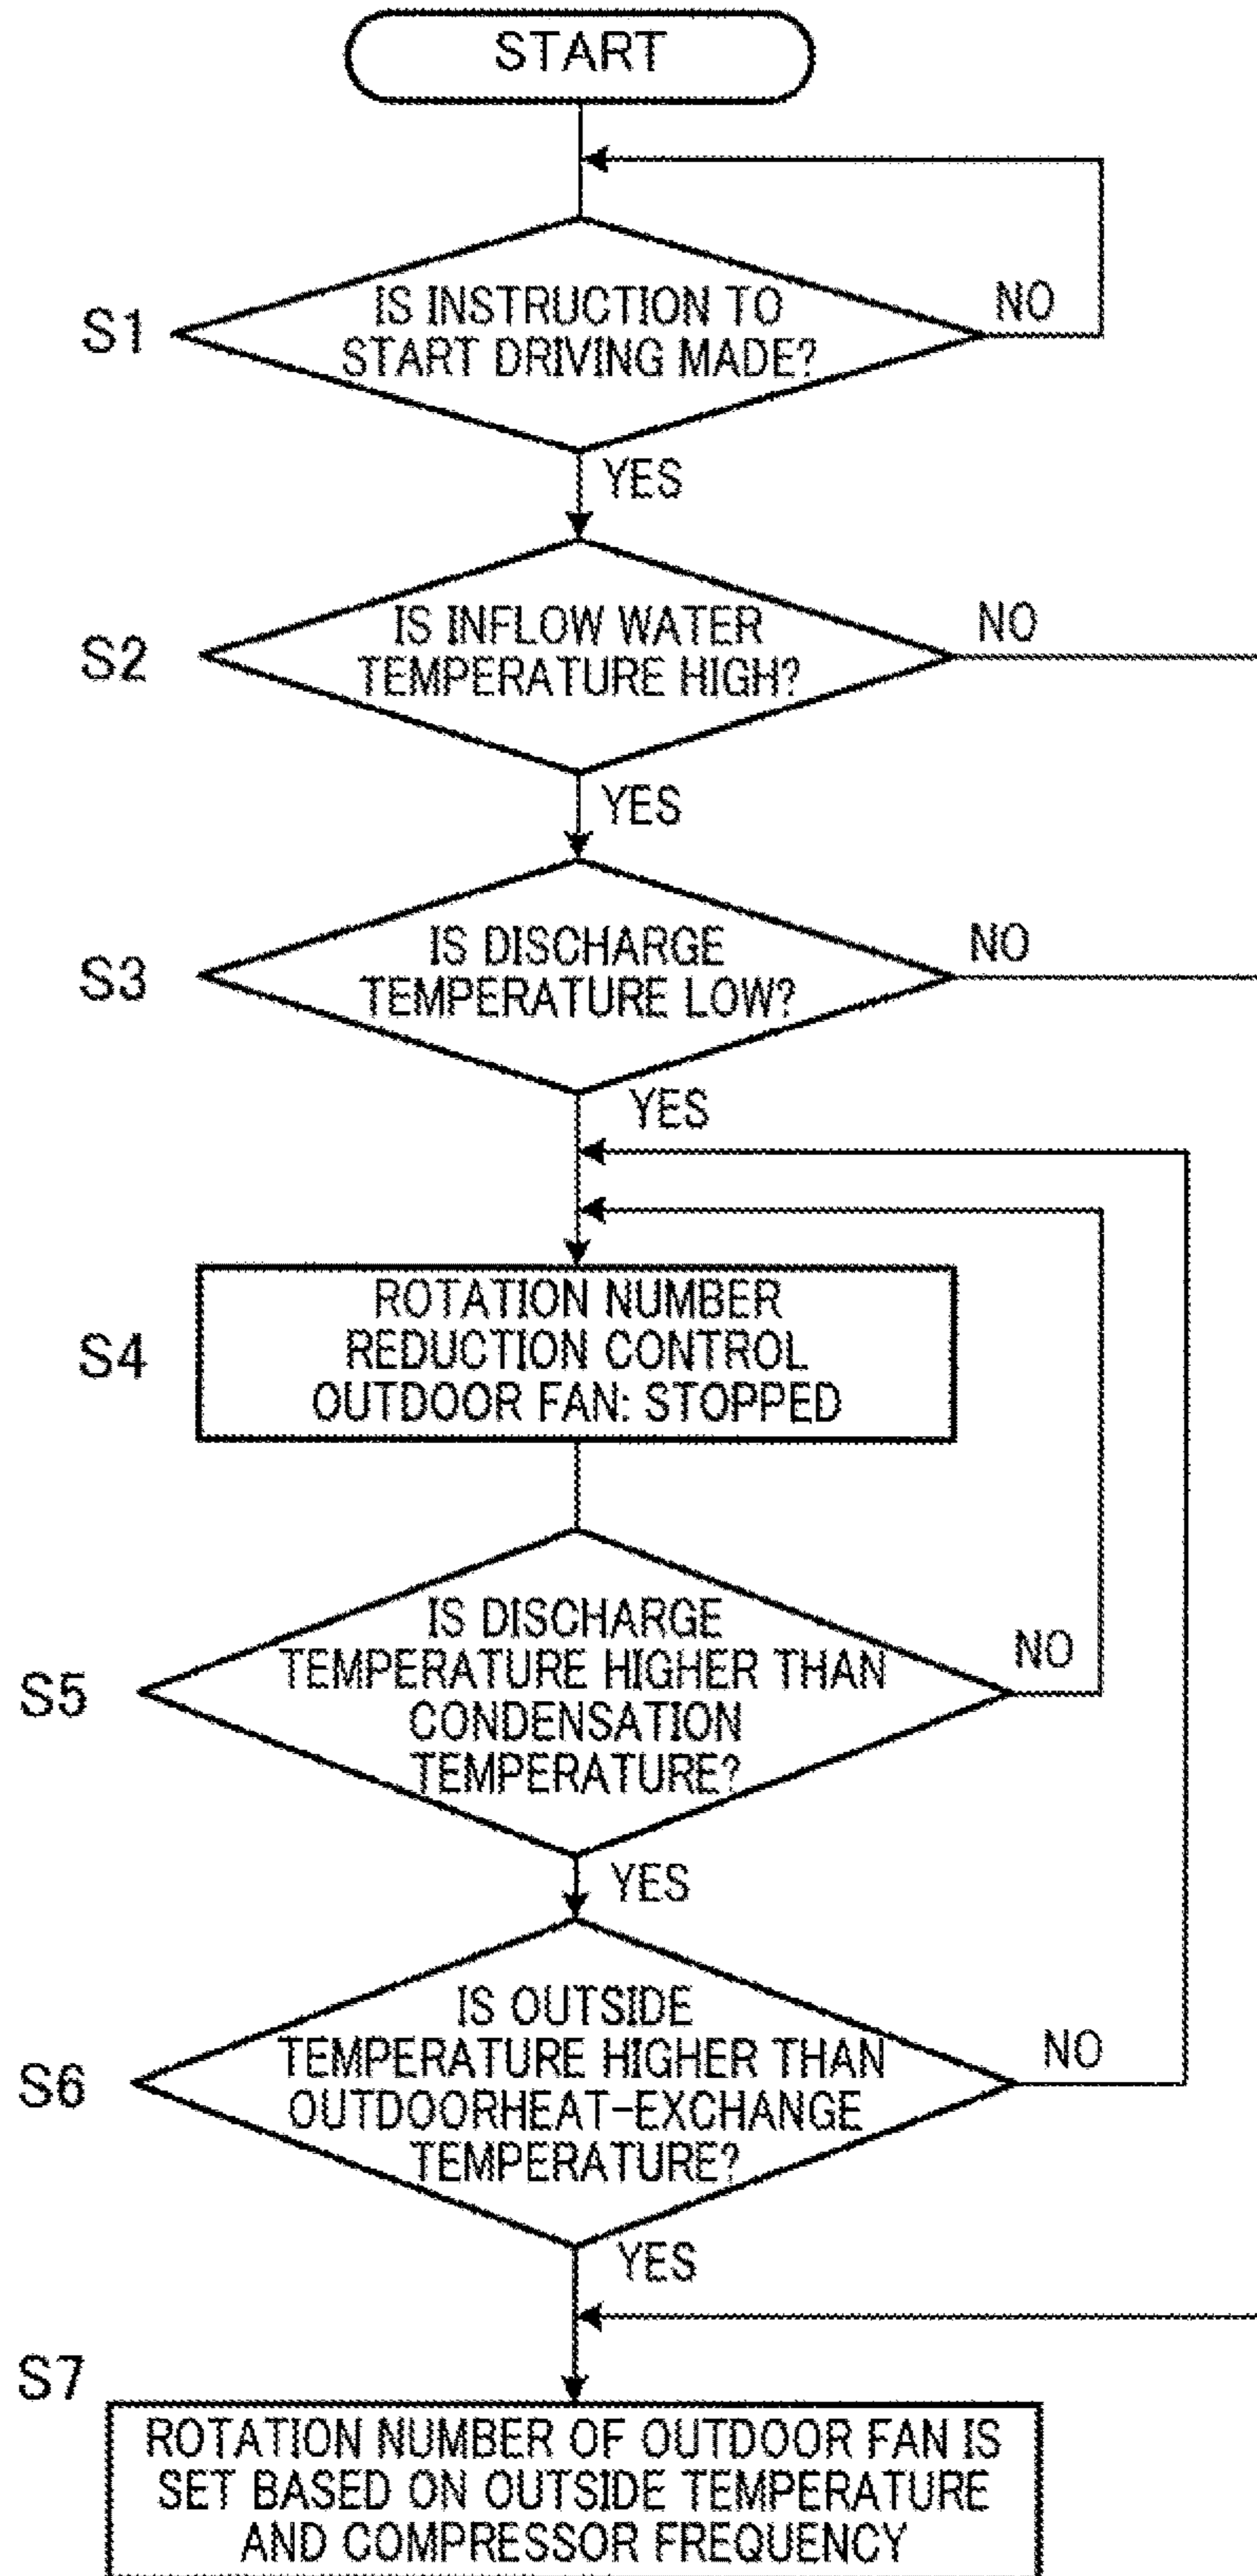 START
S1
IS INSTRUCTION TO
START DRIVING MADE?
NO
YES
S2
IS INFLOW WATER
TEMPERATURE HIGH?
NO
YES
S3
IS DISCHARGE
TEMPERATURE LOW?
NO
YES
S4
ROTATION NUMBER
REDUCTION CONTROL
OUTDOOR FAN: STOPPED
S5
IS DISCHARGE
TEMPERATURE HIGHER THAN
CONDENSATION
TEMPERATURE?
NO
YES
S6
IS OUTSIDE
TEMPERATURE HIGHER THAN
OUTDOORHEAT-EXCHANGE
TEMPERATURE?
NO
YES
S7
ROTATION NUMBER OF OUTDOOR FAN IS
SET BASED ON OUTSIDE TEMPERATURE
AND COMPRESSOR FREQUENCY